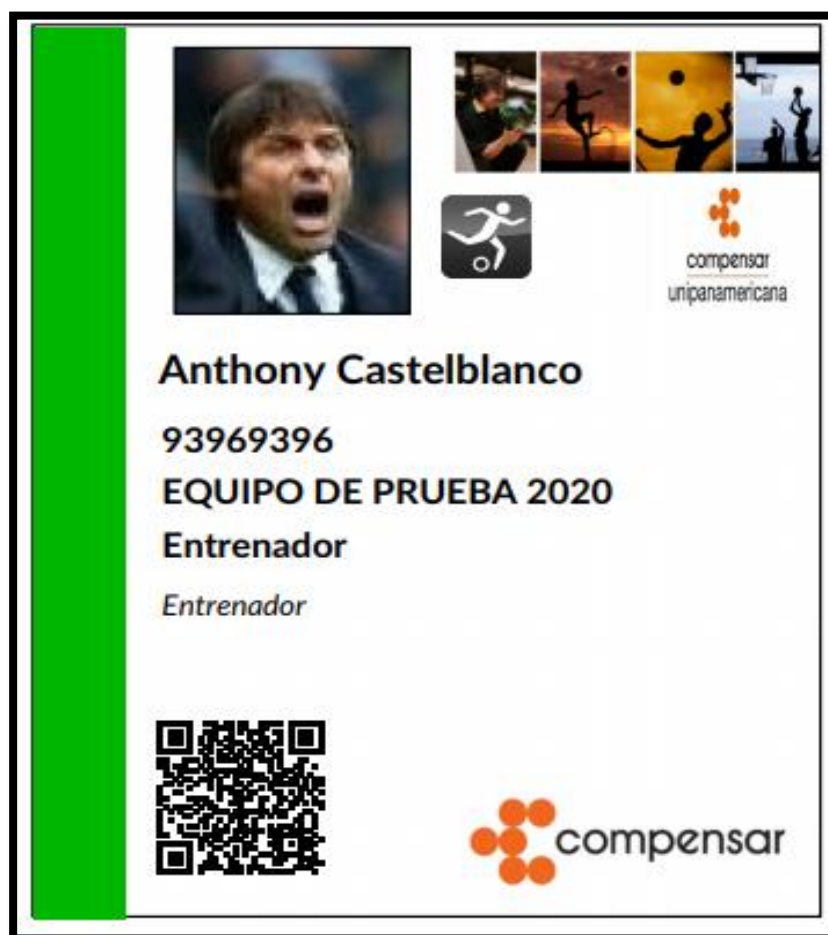 compensar
unipanamericana
Anthony Castelblanco
93969396
EQUIPO DE PRUEBA 2020
Entrenador
Entrenador
compensar